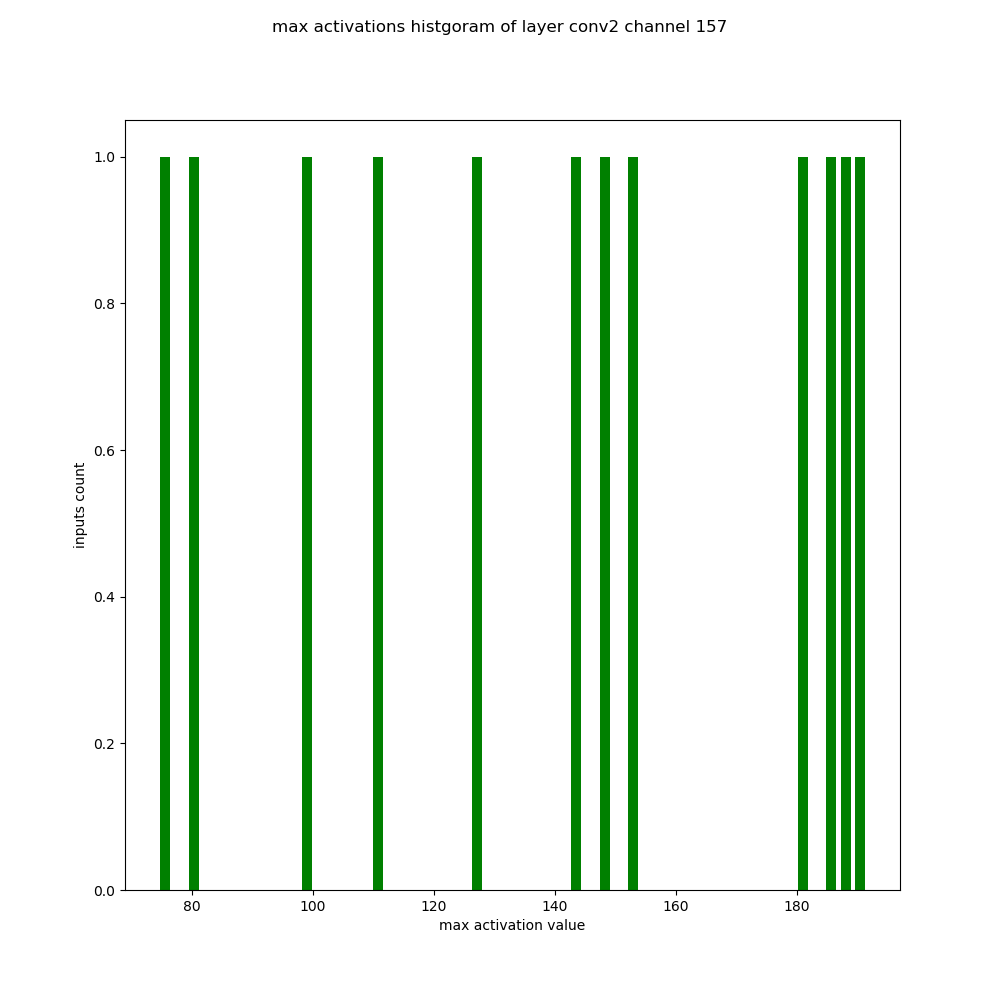 max activations histgoram of layer conv2 channel 157
1.0
0.8
0.6
0.4
0.2
0.0
inputs count
80 100 120 140 160 180
max activation value